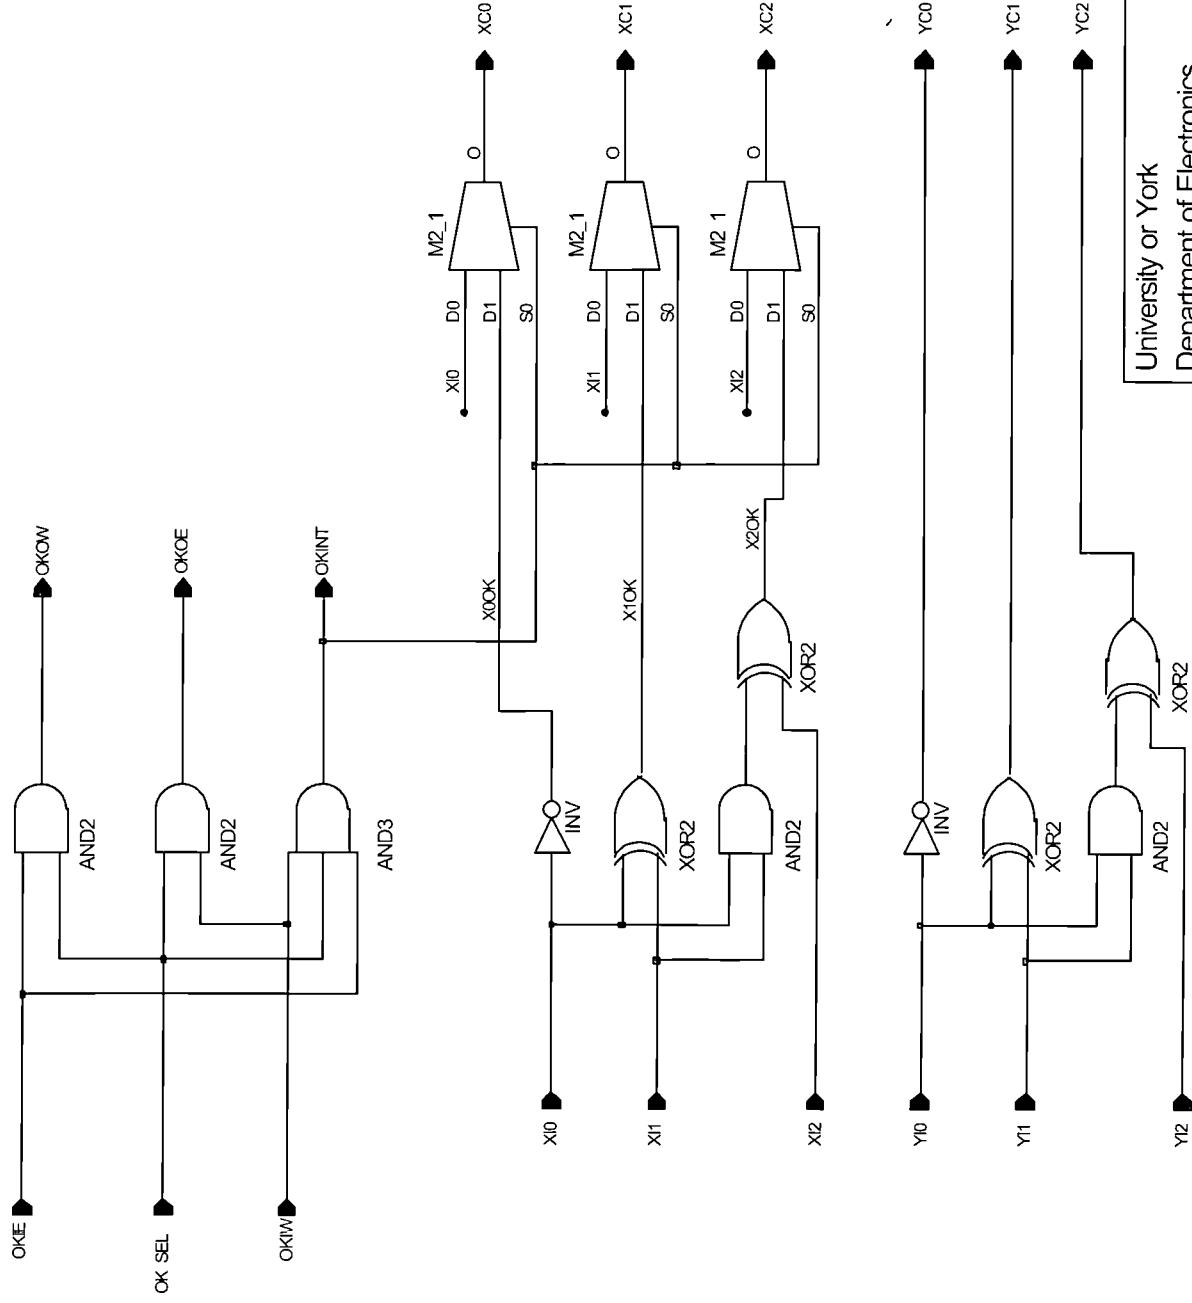 OKIE
OK SEL
OKIW
AND2
AND2
AND3
OKOW
OKOE
OKINT
XI0
XI1
XI2
INV
XOR2
AND2
XOR2
X0OK
X1OK
X2OK
XI0
D0
D1
S0
M2_1
O
XC0
XI1
D0
D1
S0
M2_1
O
XC1
XI2
D0
D1
S0
M2 1
O
XC2
YI0
YI1
YI2
INV
XOR2
AND2
XOR2
YC0
YC1
YC2
University or York
Department of Electronics